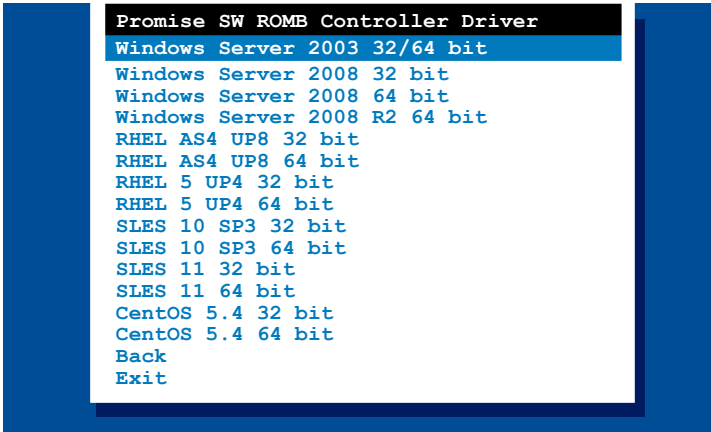 Promise SW ROMB Controller Driver
Windows Server 2003 32/64 bit
Windows Server 2008 32 bit
Windows Server 2008 64 bit
Windows Server 2008 R2 64 bit
RHEL AS4 UP8 32 bit
RHEL AS4 UP8 64 bit
RHEL 5 UP4 32 bit
RHEL 5 UP4 64 bit
SLES 10 SP3 32 bit
SLES 10 SP3 64 bit
SLES 11 32 bit
SLES 11 64 bit
CentOS 5.4 32 bit
CentOS 5.4 64 bit
Back
Exit